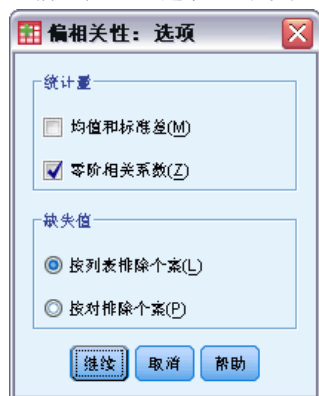 偏相关性：选项
统计量
均值和标准差(M)
零阶相关系数(Z)
缺失值
按列表排除个案(L)
按对排除个案(P)
继续 取消 帮助